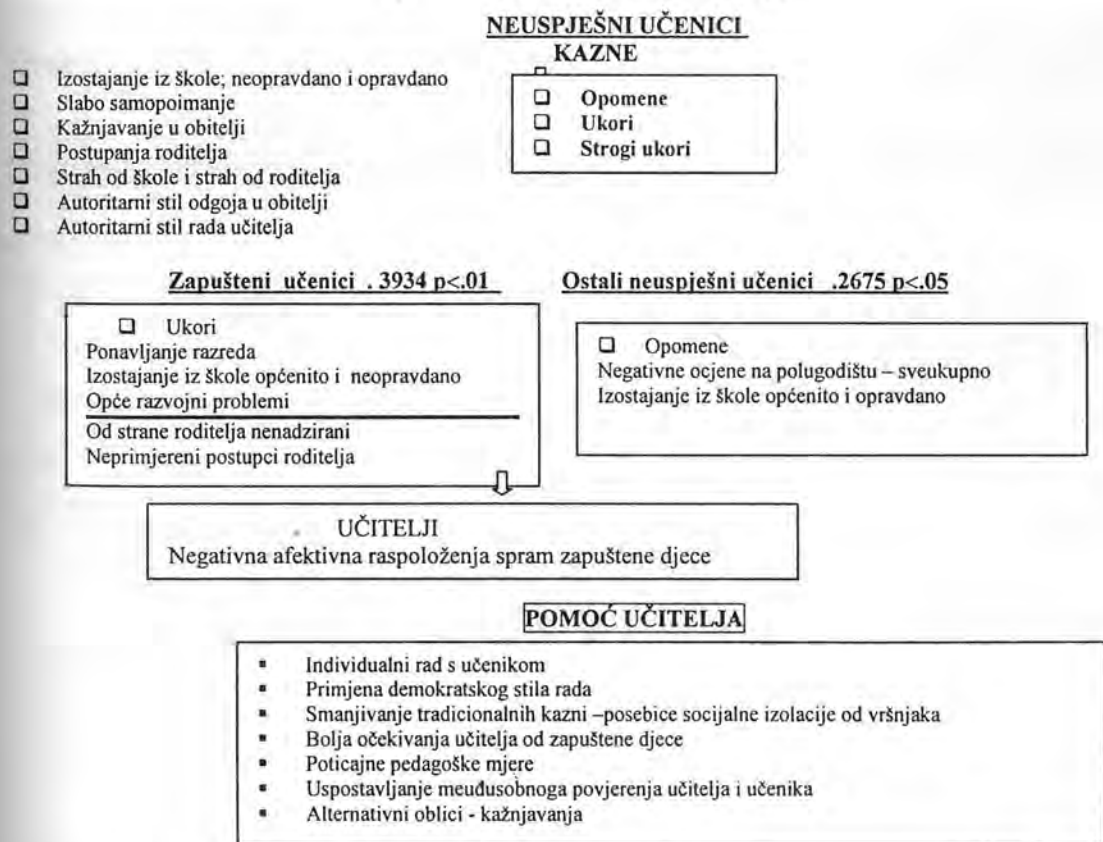 NEUSPJEŠNI UČENICI
KAZNE
Izostajanje iz škole; neopravdano i opravdano
Slabo samopoimanje
Kažnjavanje u obitelji
Postupanja roditelja
Strah od škole i strah od roditelja
Autoritarni stil odgoja u obitelji
Autoritarni stil rada učitelja
Opomene
Ukori
Strogi ukori
Zapušteni učenici . 3934 p<.01
Ukori
Ponavljanje razreda
Izostajanje iz škole općenito i neopravdano
Opće razvojni problemi
Od strane roditelja nenadzirani
Neprimjereni postupci roditelja
Ostali neuspješni učenici .2675 p<.05
Opomene
Negativne ocjene na polugodištu – sveukupno
Izostajanje iz škole općenito i opravdano
UČITELJI
Negativna afektivna raspoloženja spram zapuštene djece
POMOĆ UČITELJA
Individualni rad s učenikom
Primjena demokratskog stila rada
Smanjivanje tradicionalnih kazni –posebice socijalne izolacije od vršnjaka
Bolja očekivanja učitelja od zapuštene djece
Poticajne pedagoške mjere
Uspostavljanje međusobnoga povjerenja učitelja i učenika
Alternativni oblici - kažnjavanja